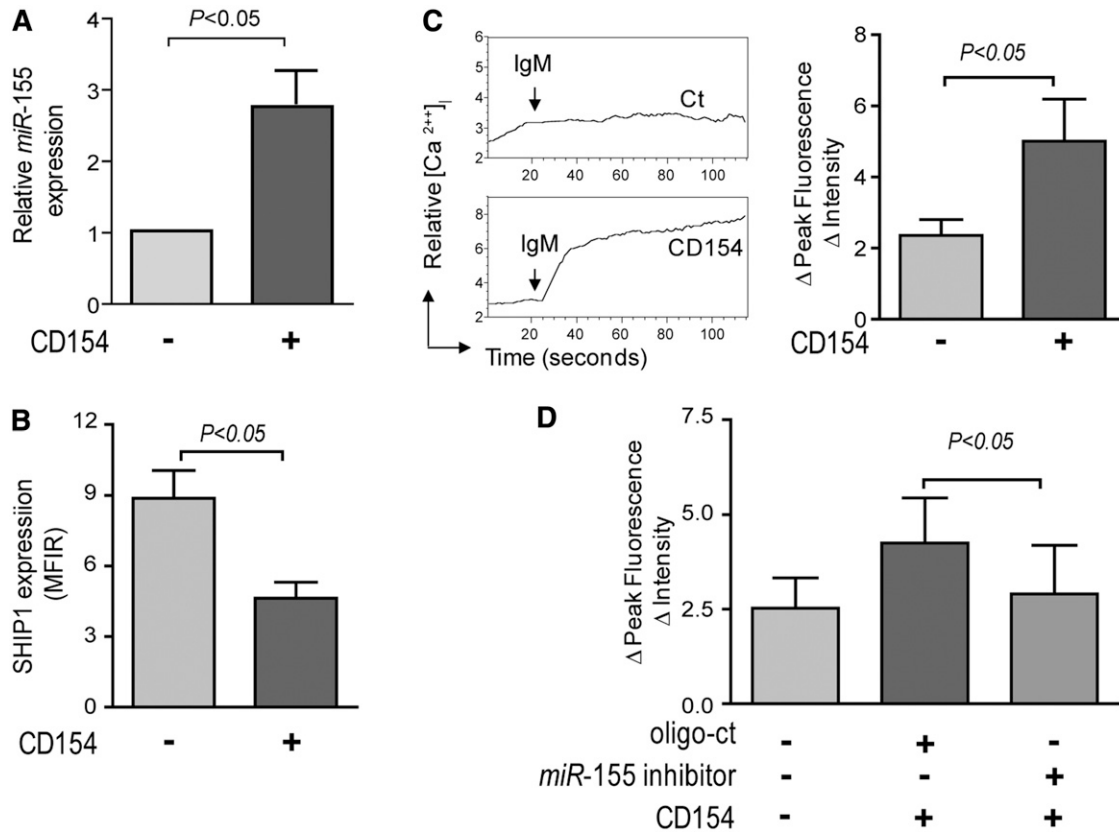 A
P<0.05
Relative miR-155
expression
4
3
2
1
0
CD154
-
+
B
P<0.05
SHIP1 expression
(MFIR)
12
9
6
3
0
CD154
-
+
C
Relative [Ca 2++]I
6
5
4
3
2
IgM
Ct
20 40 60 80 100
8
6
4
2
IgM
CD154
20 40 60 80 100
Time (seconds)
P<0.05
Δ Peak Fluorescence
Δ Intensity
8
6
4
2
0
CD154
-
+
D
P<0.05
Δ Peak Fluorescence
Δ Intensity
7.5
5.0
2.5
0.0
oligo-ct - + -
miR-155 inhibitor - - +
CD154 - + +